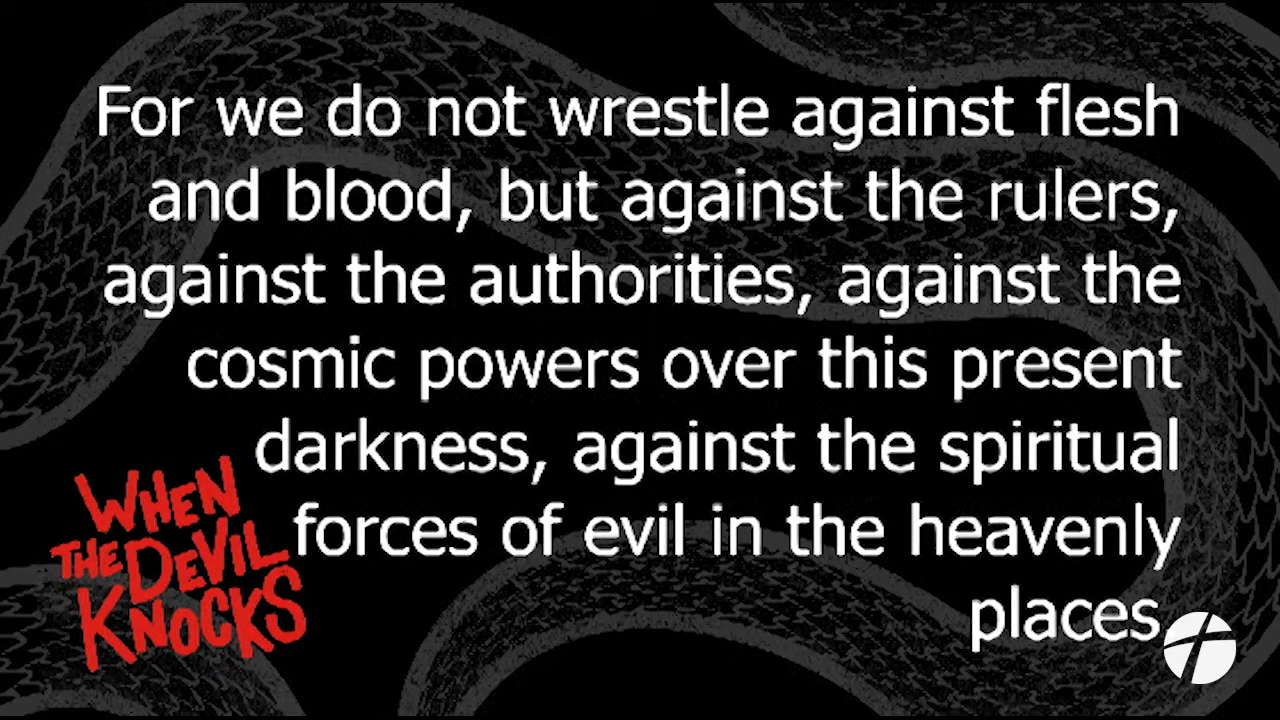 For we do not wrestle against flesh
and blood, but against the rulers,
against the authorities, against the
cosmic powers over this present
darkness, against the spiritual
forces of evil in the heavenly
places.
WHEN
THE DEVIL
KNOCKS